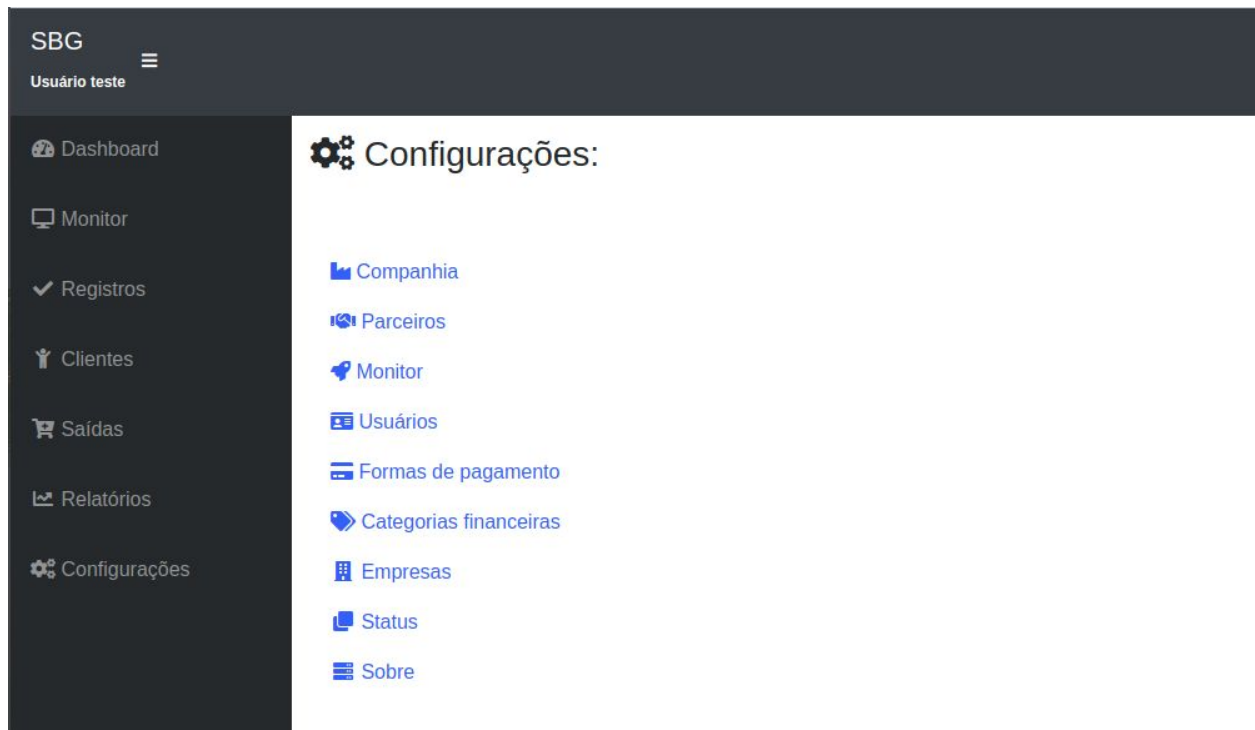 SBG
Usuário teste
Dashboard
Monitor
Registros
Clientes
Saídas
Relatórios
Configurações
Configurações:
Companhia
Parceiros
Monitor
Usuários
Formas de pagamento
Categorias financeiras
Empresas
Status
Sobre